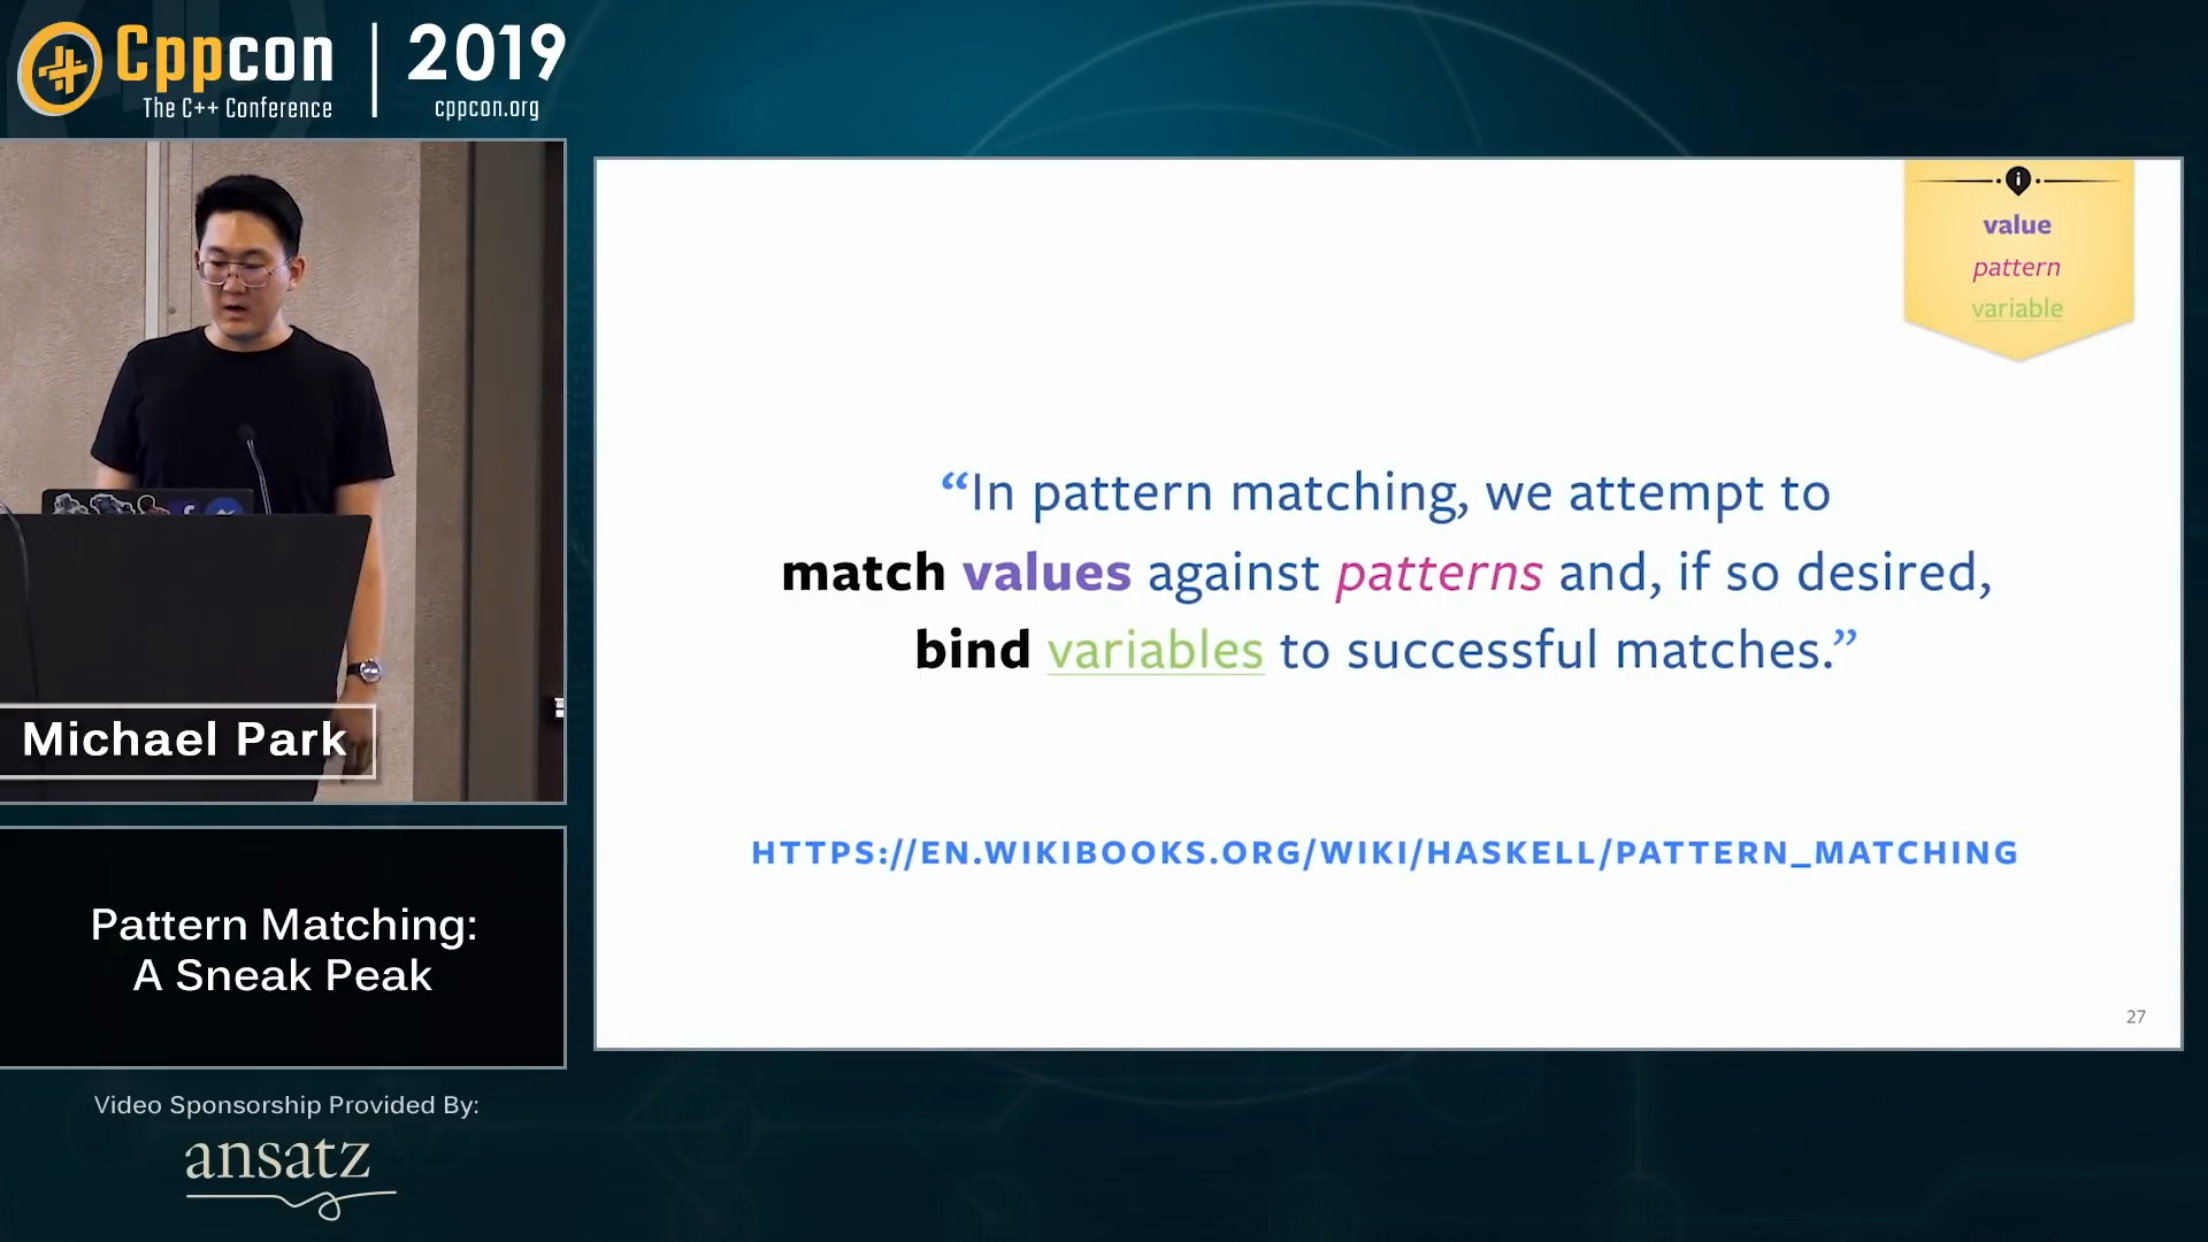 Cppcon
The C++ Conference
2019
cppcon.org
Michael Park
Pattern Matching:
A Sneak Peak
Video Sponsorship Provided By:
ansatz
i
value
pattern
variable
“In pattern matching, we attempt to
match values against patterns and, if so desired,
bind variables to successful matches.”
HTTPS://EN.WIKIBOOKS.ORG/WIKI/HASKELL/PATTERN_MATCHING
27